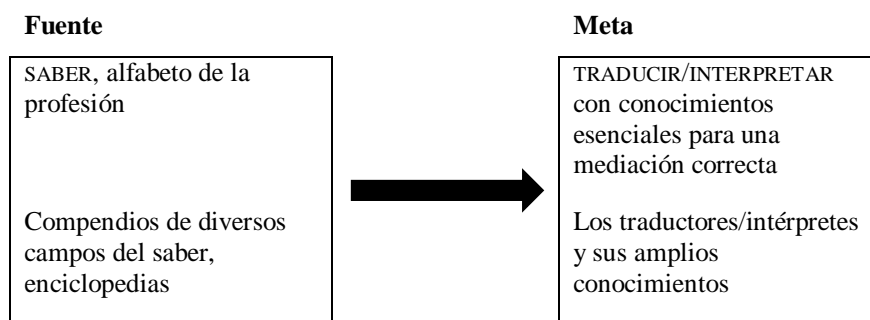 Fuente
SABER, alfabeto de la
profesión
Compendios de diversos
campos del saber,
enciclopedias
Meta
TRADUCIR/INTERPRETAR
con conocimientos
esenciales para una
mediación correcta
Los traductores/intérpretes
y sus amplios
conocimientos